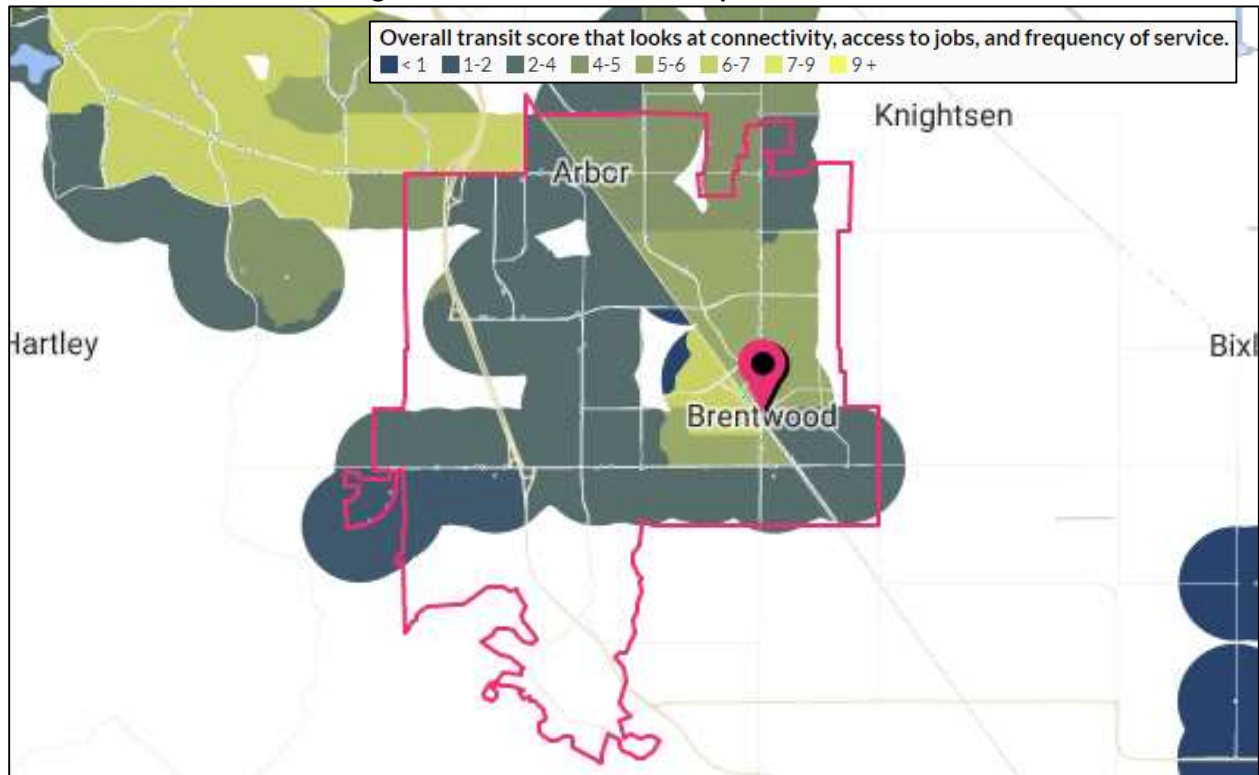 Overall transit score that looks at connectivity, access to jobs, and frequency of service.
< 1 1-2 2-4 4-5 5-6 6-7 7-9 9 +
Knightsen
Arbor
Hartley
Bixl
Brentwood